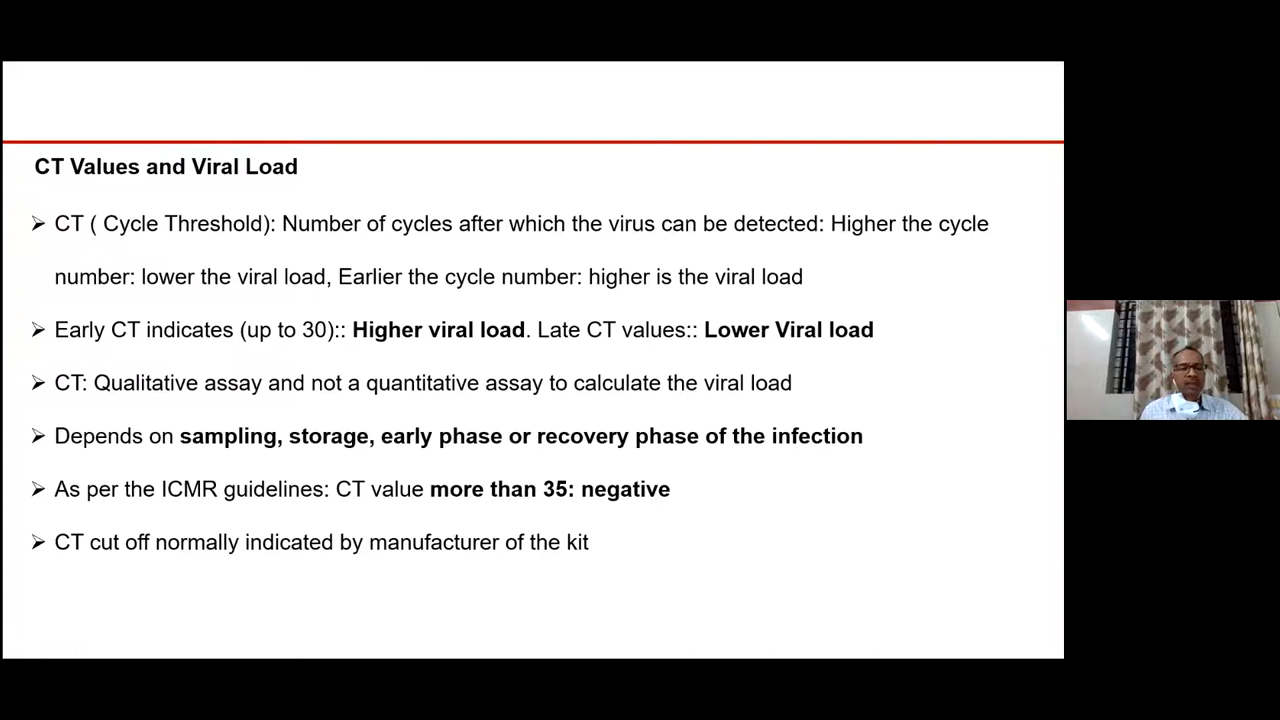 CT Values and Viral Load
➢ CT ( Cycle Threshold): Number of cycles after which the virus can be detected: Higher the cycle
number: lower the viral load, Earlier the cycle number: higher is the viral load
➢ Early CT indicates (up to 30):: Higher viral load. Late CT values:: Lower Viral load
➢ CT: Qualitative assay and not a quantitative assay to calculate the viral load
➢ Depends on sampling, storage, early phase or recovery phase of the infection
➢ As per the ICMR guidelines: CT value more than 35: negative
➢ CT cut off normally indicated by manufacturer of the kit